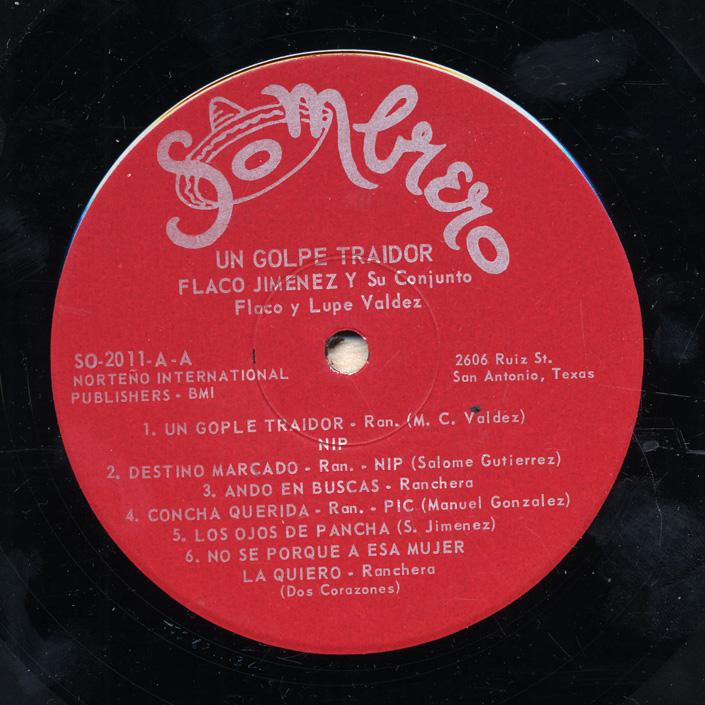 Sombrero
UN GOLPE TRAIDOR
FLACO JIMENEZ Y Su Conjunto
Flaco y Lupe Valdez
SO-2011-A-A
NORTEÑO INTERNATIONAL
PUBLISHERS - BMI
2606 Ruiz St.
San Antonio, Texas
1. UN GOPLE TRAIDOR - Ran. (M. C. Valdez)
NIP
2. DESTINO MARCADO - Ran. - NIP (Salome Gutierrez)
3. ANDO EN BUSCAS - Ranchera
4. CONCHA QUERIDA - Ran. - PIC (Manuel Gonzalez)
5. LOS OJOS DE PANCHA (S. Jimenez)
6. NO SE PORQUE A ESA MUJER
LA QUIERO - Ranchera
(Dos Corazones)